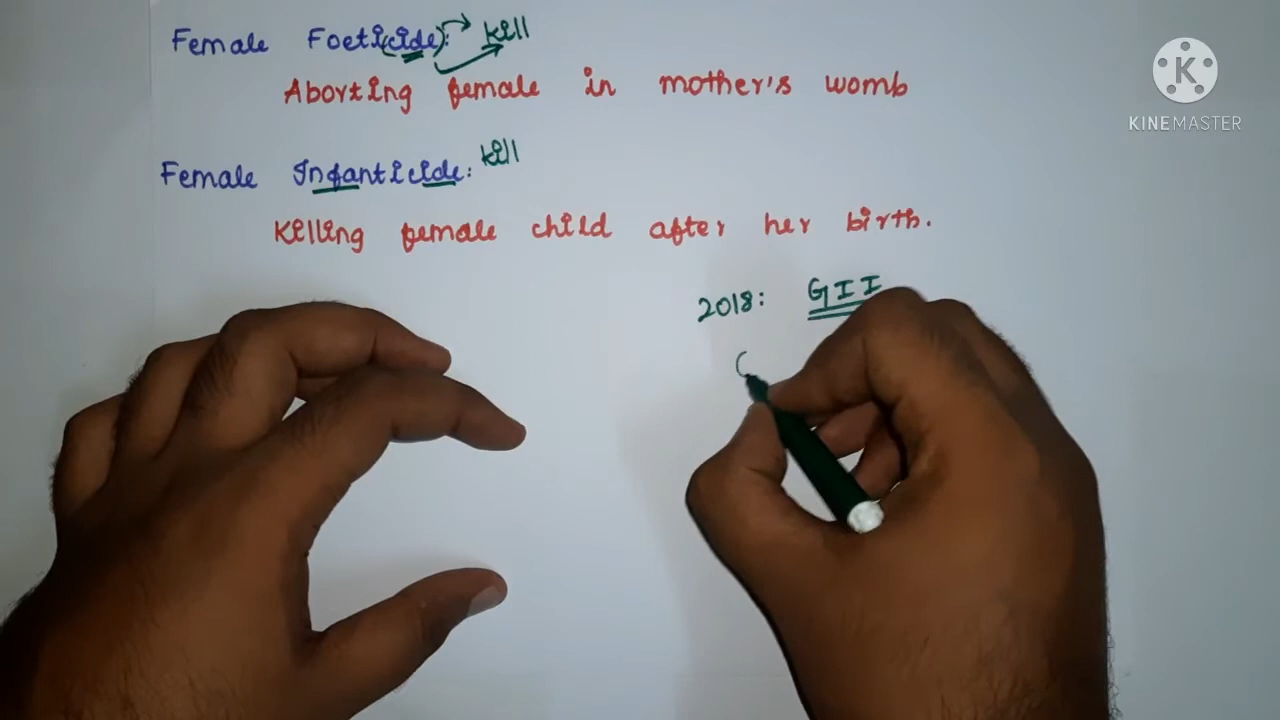 Female Foeticide): kill
Aborting female in mother's womb
Female Infanticide: kill
Killing female child after her birth.
2018: GII
K
KINEMASTER